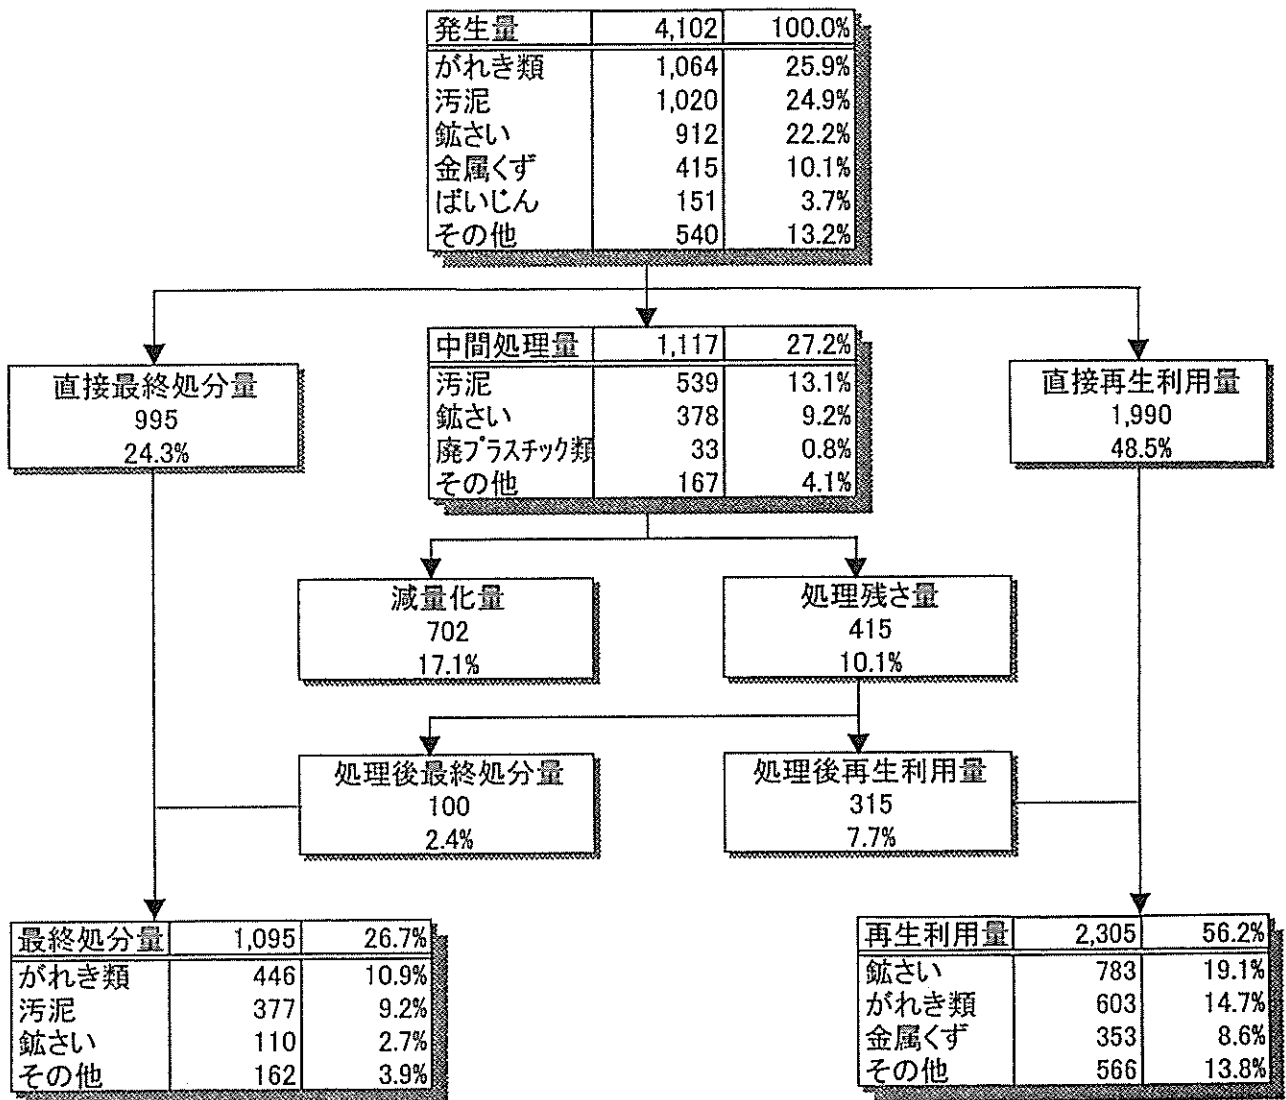 発生量 4,102 100.0%
がれき類 1,064 25.9%
汚泥 1,020 24.9%
鉱さい 912 22.2%
金属くず 415 10.1%
ばいじん 151 3.7%
その他 540 13.2%
直接最終処分量
995
24.3%
中間処理量 1,117 27.2%
汚泥 539 13.1%
鉱さい 378 9.2%
廃プラスチック類 33 0.8%
その他 167 4.1%
直接再生利用量
1,990
48.5%
減量化量
702
17.1%
処理残さ量
415
10.1%
処理後最終処分量
100
2.4%
処理後再生利用量
315
7.7%
最終処分量 1,095 26.7%
がれき類 446 10.9%
汚泥 377 9.2%
鉱さい 110 2.7%
その他 162 3.9%
再生利用量 2,305 56.2%
鉱さい 783 19.1%
がれき類 603 14.7%
金属くず 353 8.6%
その他 566 13.8%